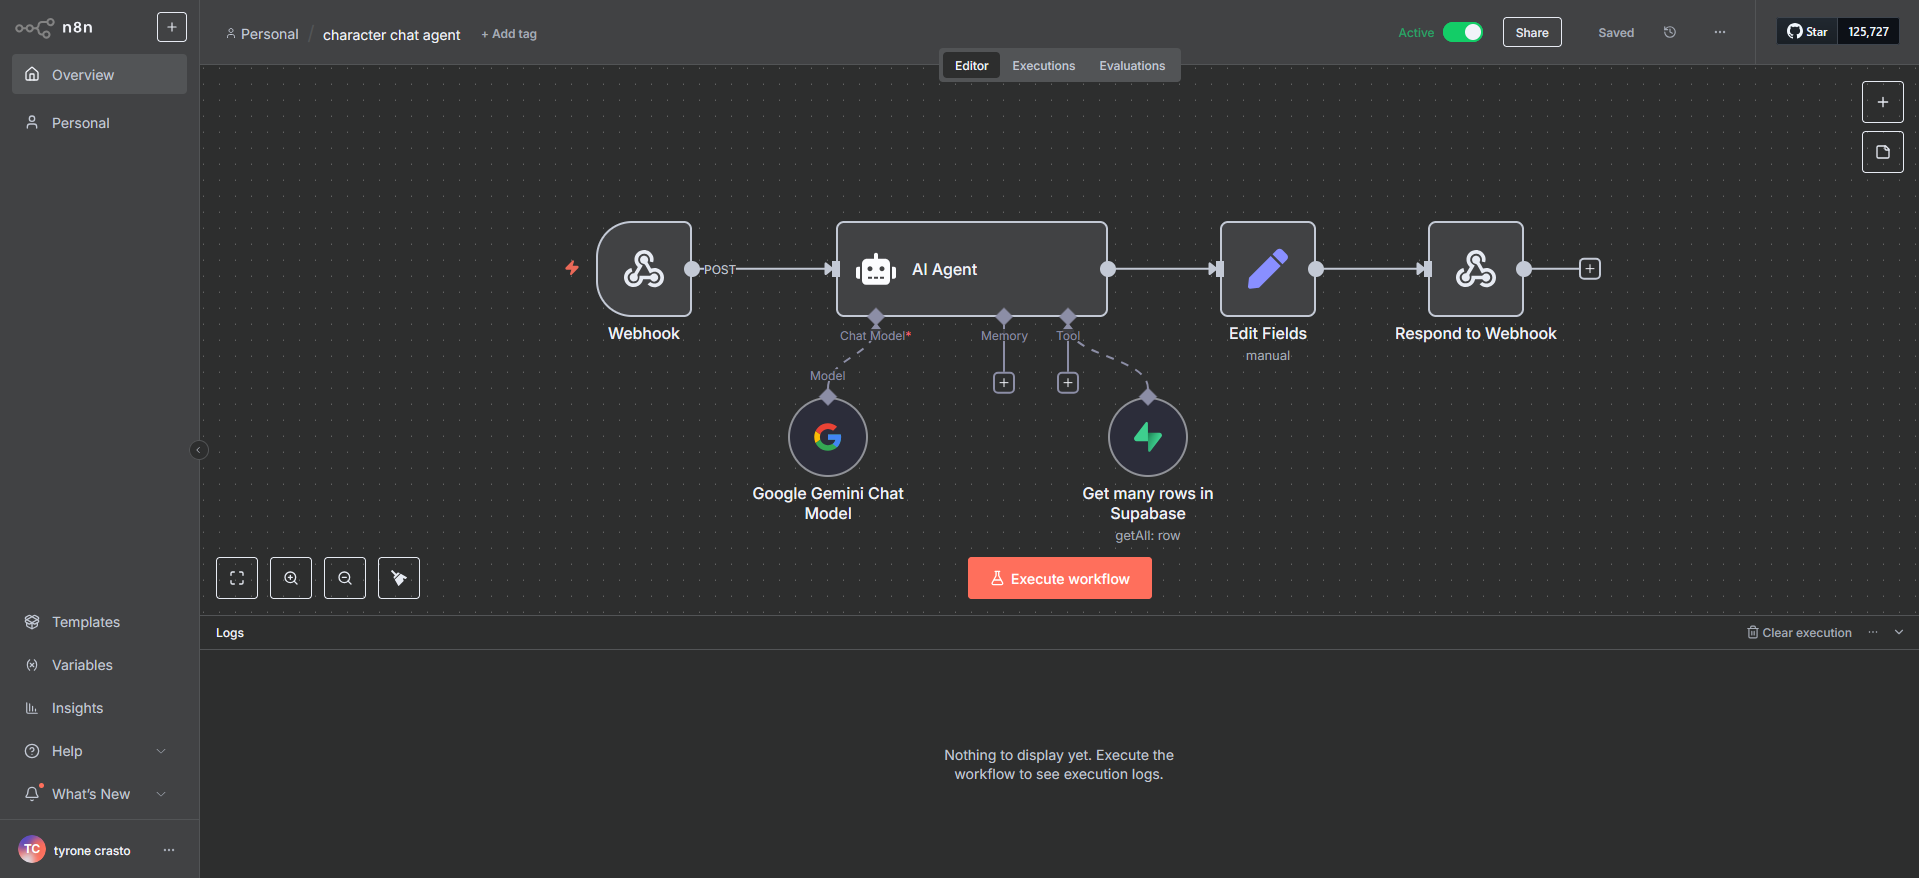 n8n
Overview
Personal
Templates
Variables
Insights
Help
What's New
TC
tyrone crasto
Personal / character chat agent + Add tag
Active
Share
Saved
Star
125,727
Editor
Executions
Evaluations
POST
Webhook
AI Agent
Chat Model*
Memory
Tool
Model
Google Gemini Chat
Model
Get many rows in
Supabase
getAll: row
Edit Fields
manual
Respond to Webhook
Execute workflow
Logs
Clear execution
Nothing to display yet. Execute the
workflow to see execution logs.